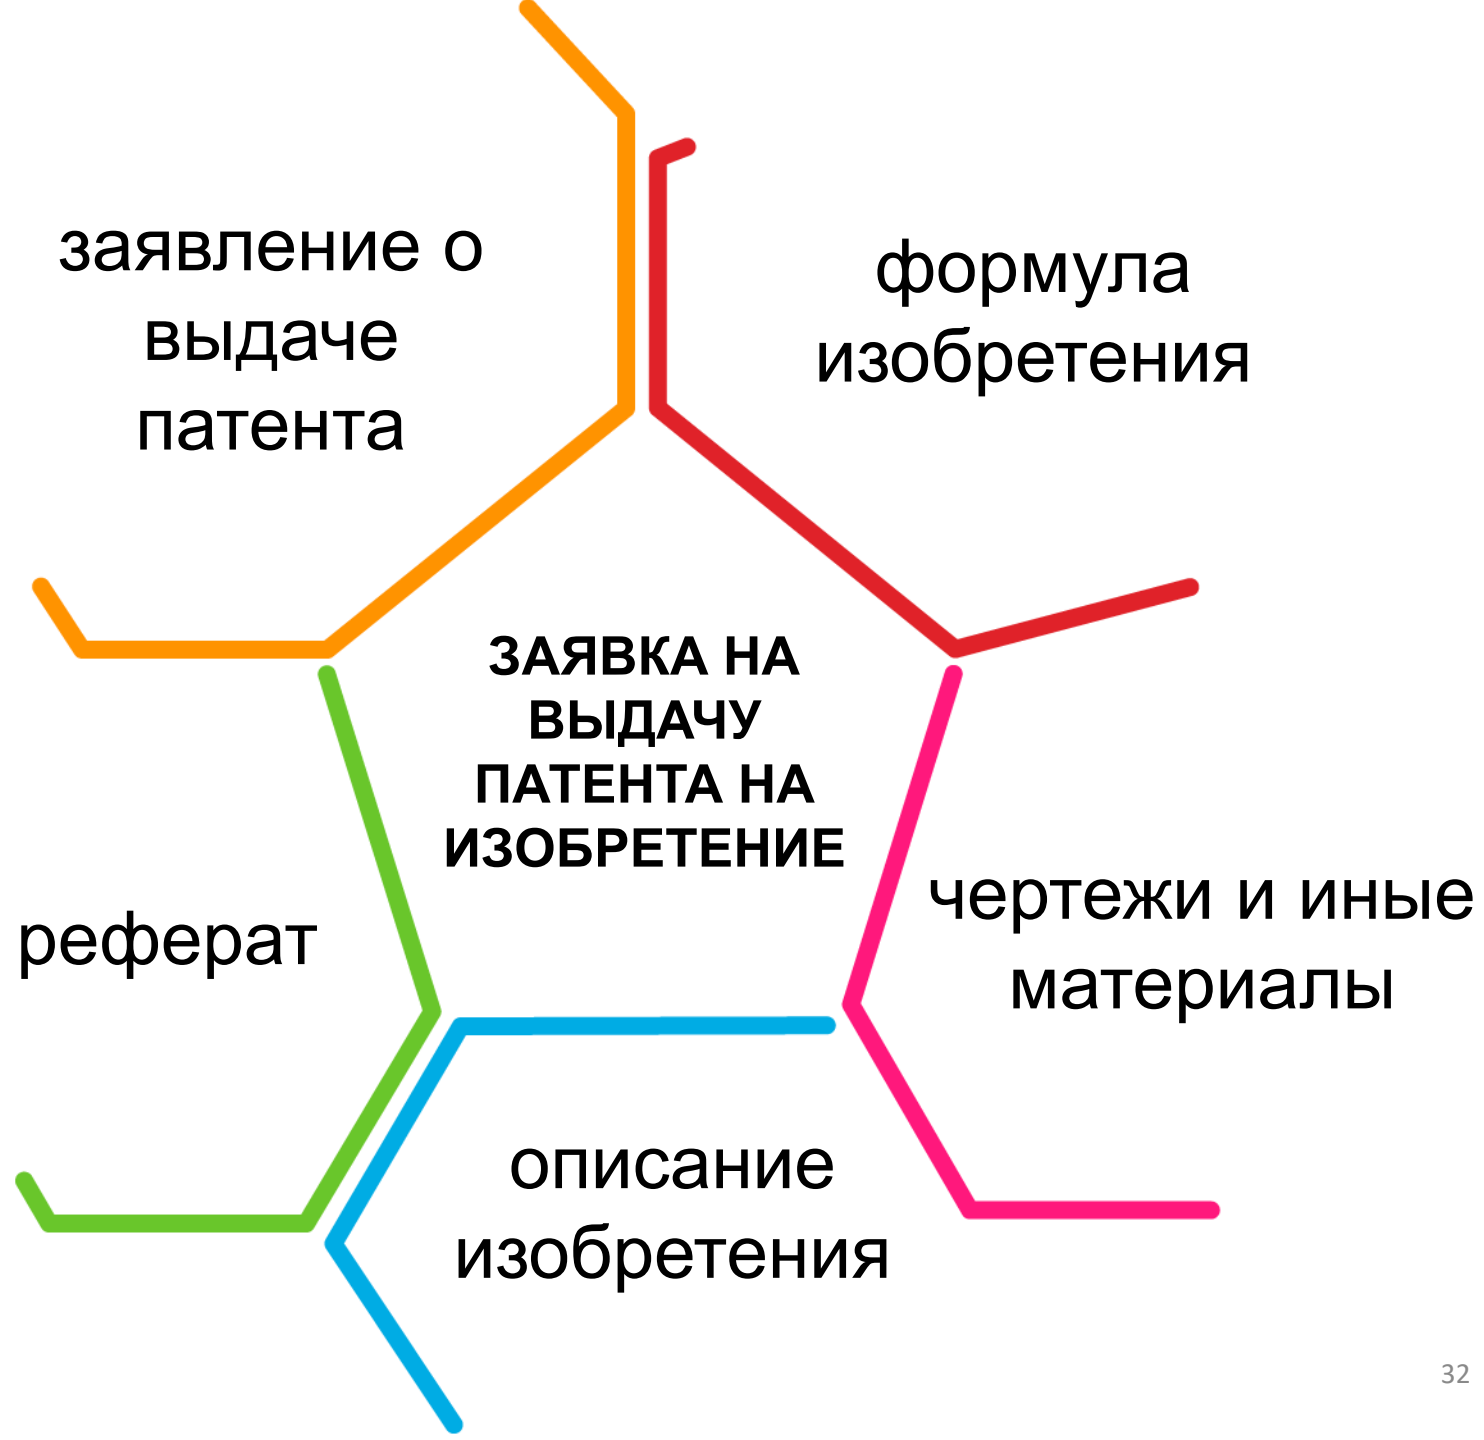 заявление о
выдаче
патента
формула
изобретения
ЗАЯВКА НА
ВЫДАЧУ
ПАТЕНТА НА
ИЗОБРЕТЕНИЕ
реферат
чертежи и иные
материалы
описание
изобретения
32